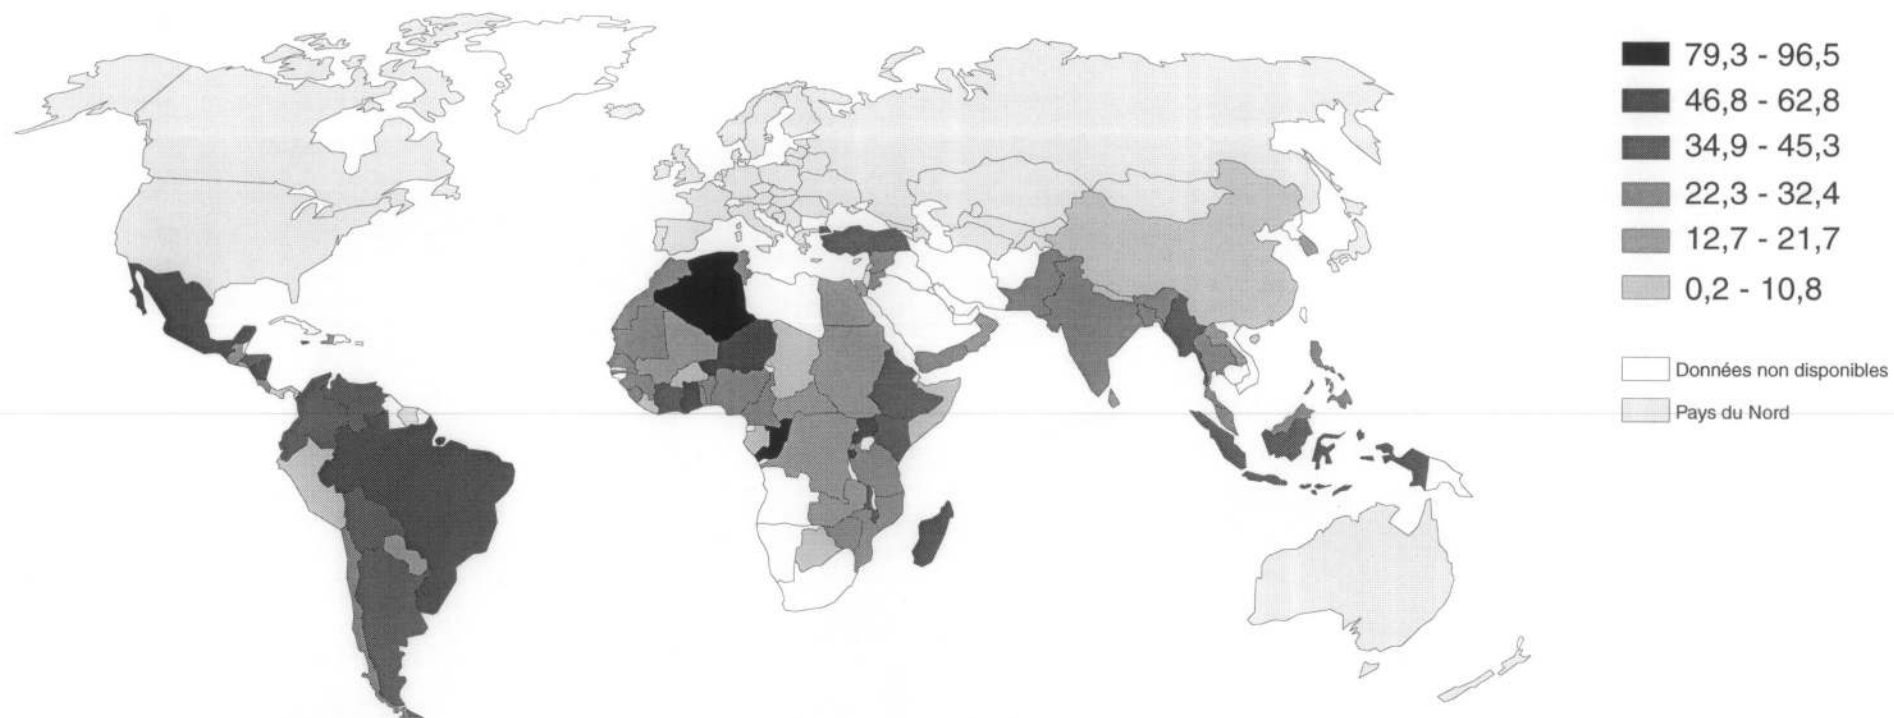 79,3 - 96,5
46,8 - 62,8
34,9 - 45,3
22,3 - 32,4
12,7 - 21,7
0,2 - 10,8
Données non disponibles
Pays du Nord